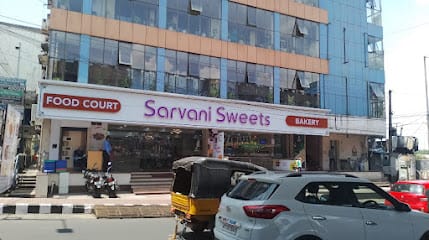 FOOD COURT
Sarvani Sweets
BAKERY